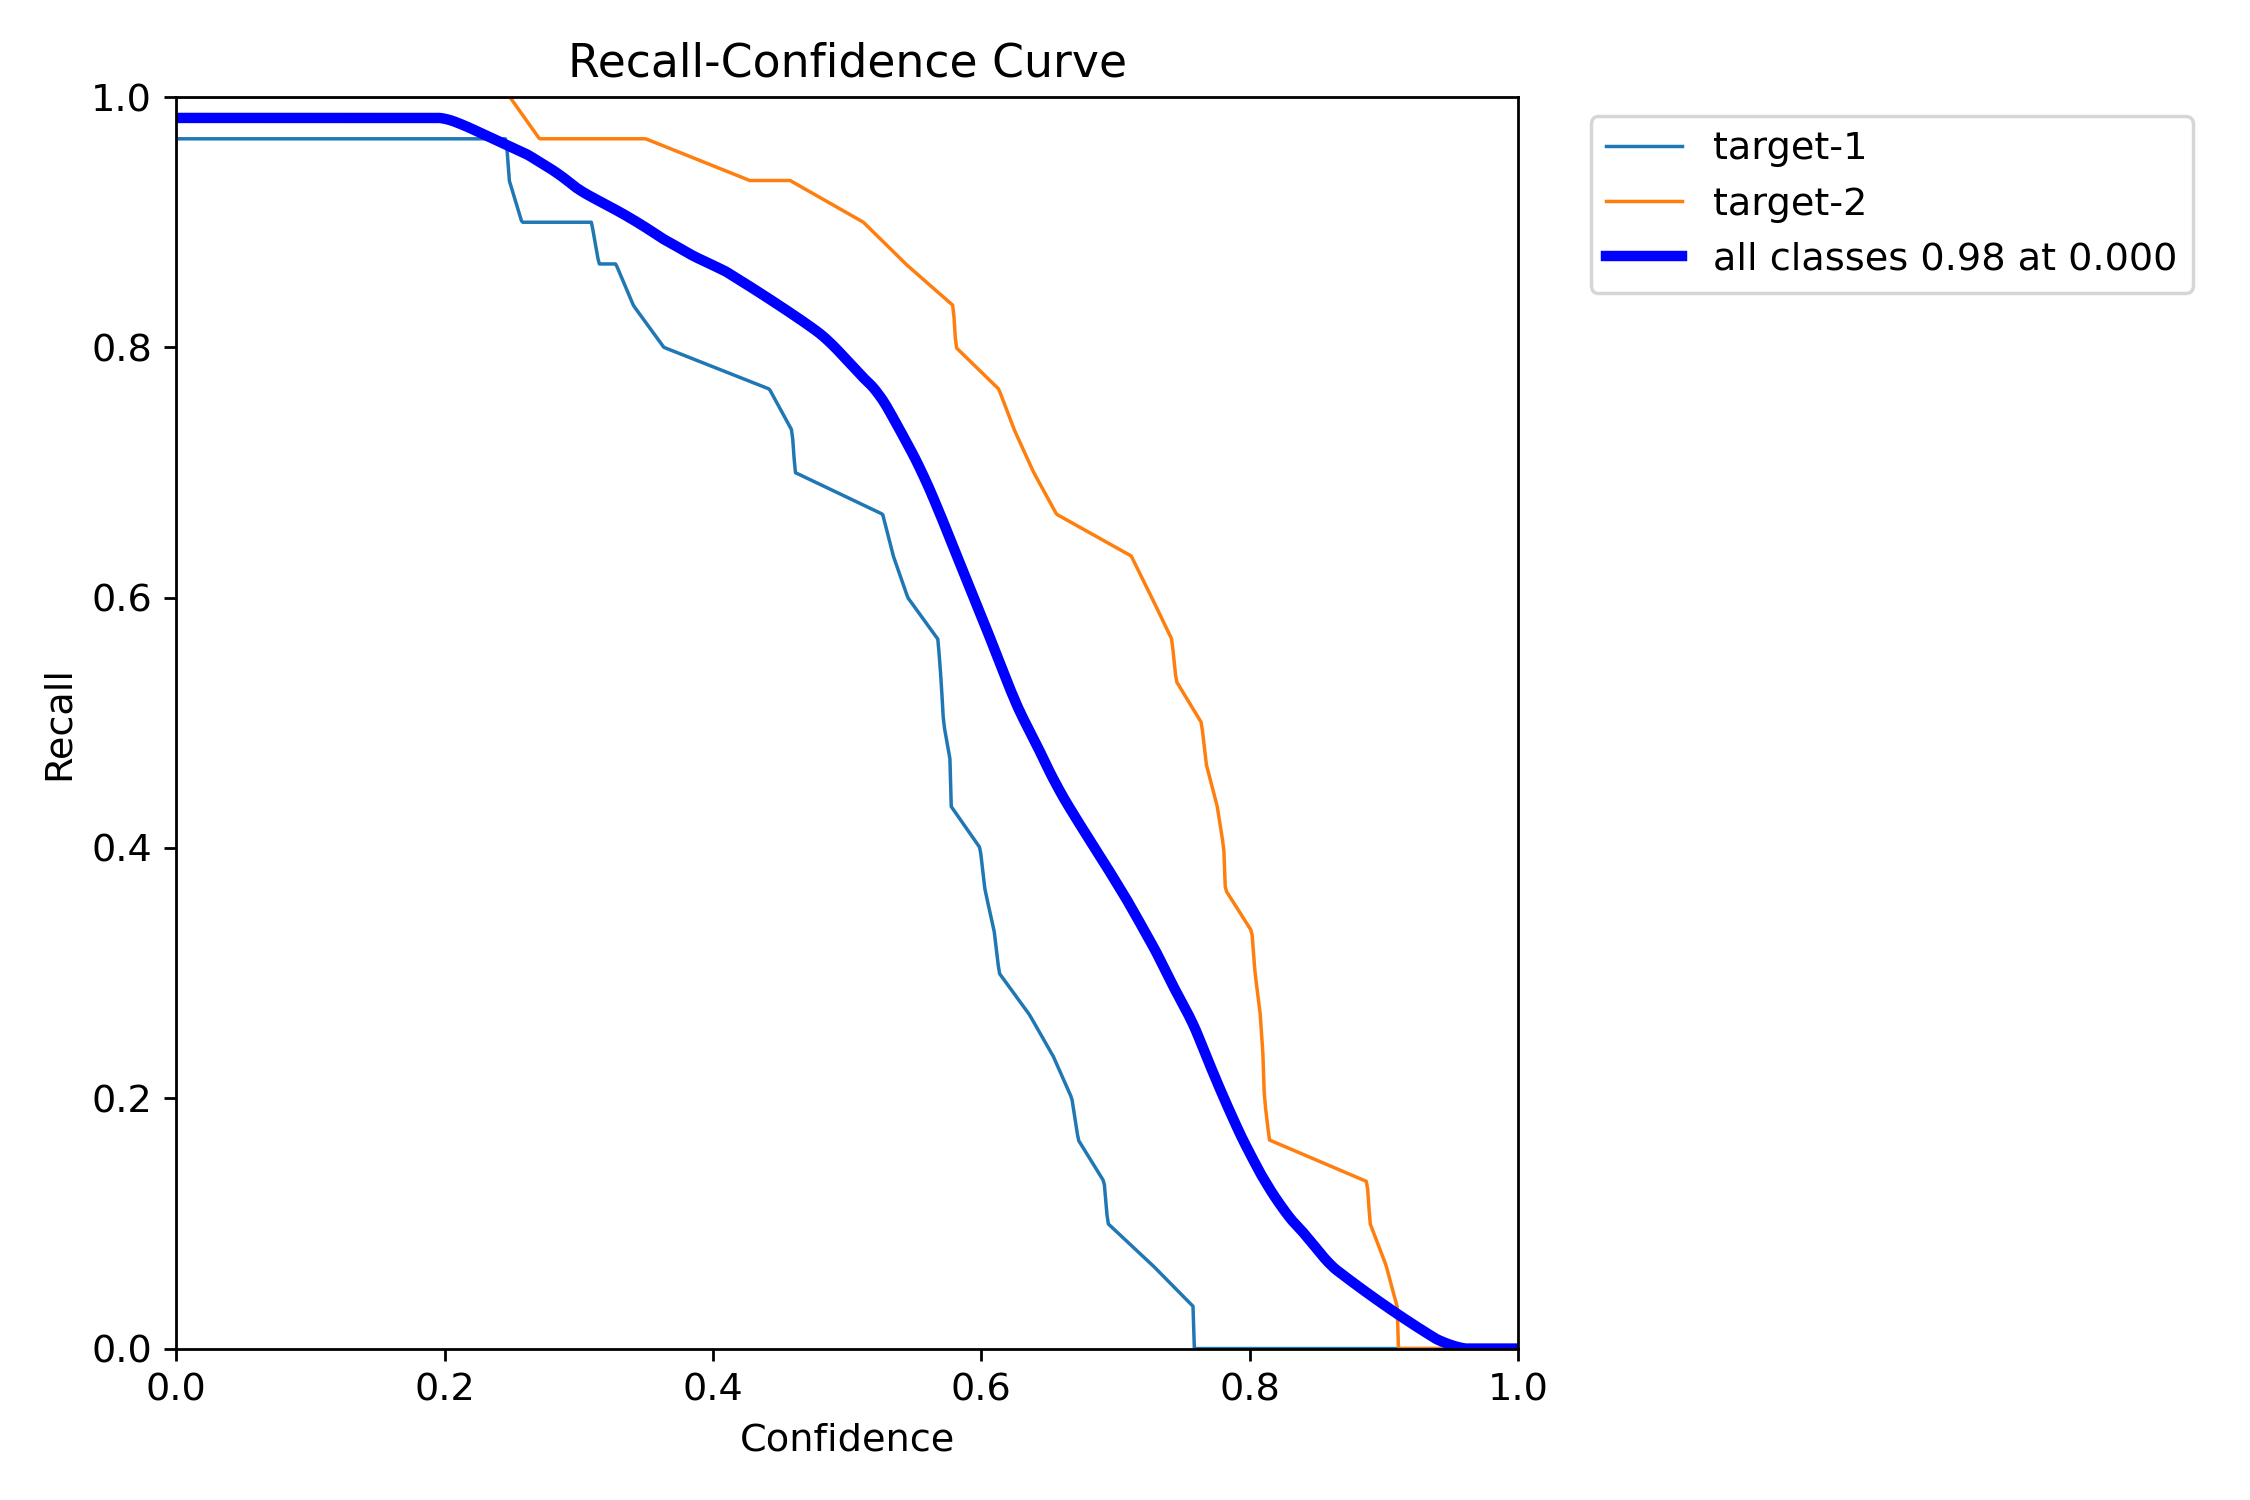 Recall-Confidence Curve
1.0
0.8
0.6
0.4
0.2
0.0
Recall
0.0 0.2 0.4 0.6 0.8 1.0
Confidence
target-1
target-2
all classes 0.98 at 0.000